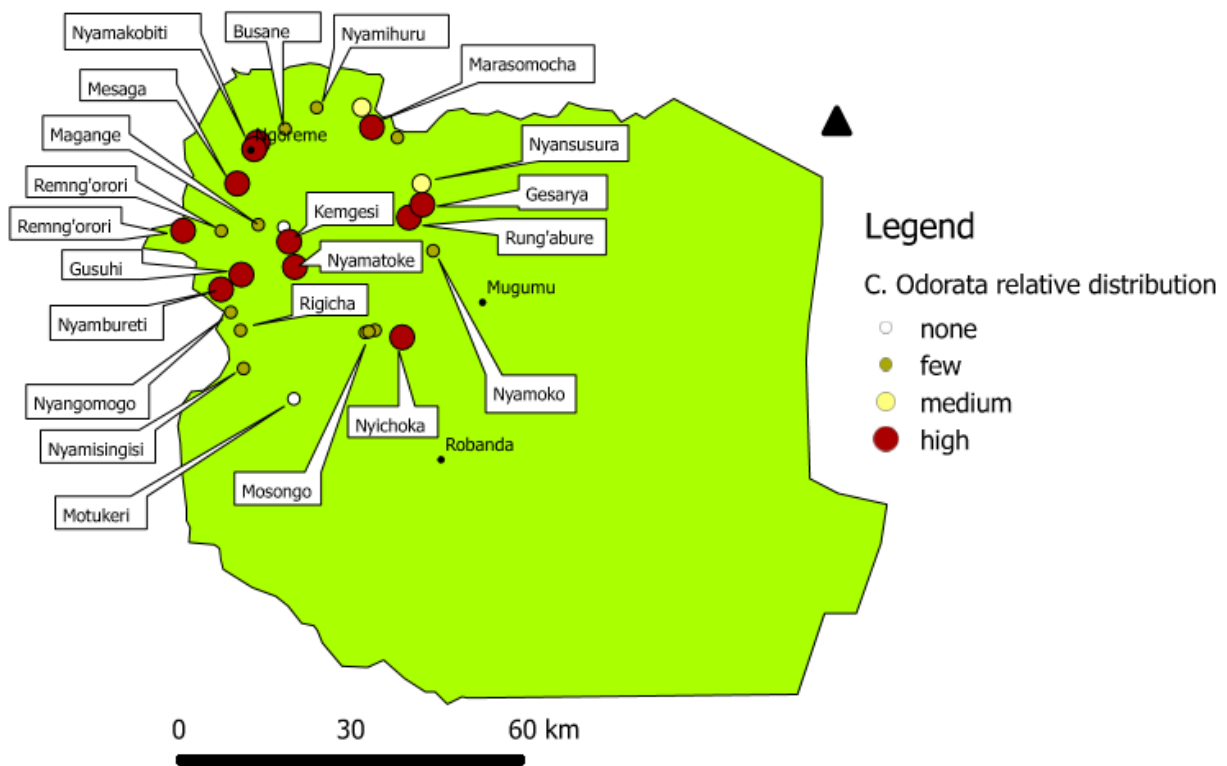 Nyamakobiti
Busane
Nyamihuru
Marasomocha
Mesaga
Magange
Ngoreme
Nyansusura
Remng'orori
Kemgesi
Gesarya
Remng'orori
Rung'abure
Gusuhi
Nyamatoke
Mugumu
Rigicha
Nyambureti
Nyangomogo
Nyamoko
Nyichoka
Nyamisingisi
Robanda
Mosongo
Motukeri
Legend
C. Odorata relative distribution
none
few
medium
high
0 30 60 km